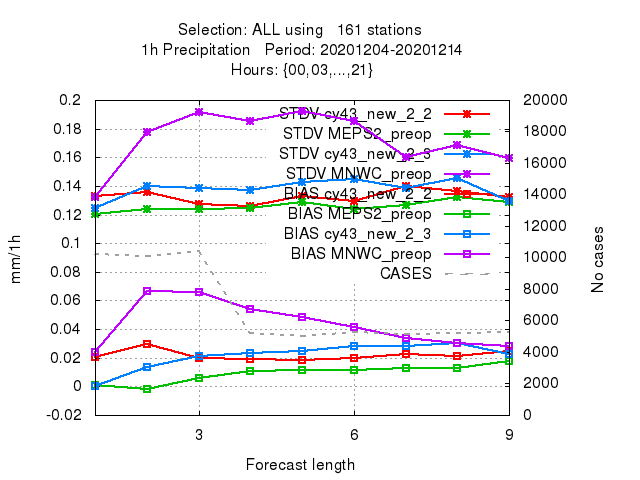 Selection: ALL using 161 stations
1h Precipitation Period: 20201204-20201214
Hours: {00,03,...,21}
0.2
0.18
0.16
0.14
0.12
0.1
0.08
0.06
0.04
0.02
0
-0.02
20000
18000
16000
14000
12000
10000
8000
6000
4000
2000
0
STDV cy43_new_2_2
STDV MEPS2_preop
STDV cy43_new_2_3
STDV MNWC_preop
BIAS cy43_new_2_2
BIAS MEPS2_preop
BIAS cy43_new_2_3
BIAS MNWC_preop
CASES
mm/1h
No cases
3
6
9
Forecast length